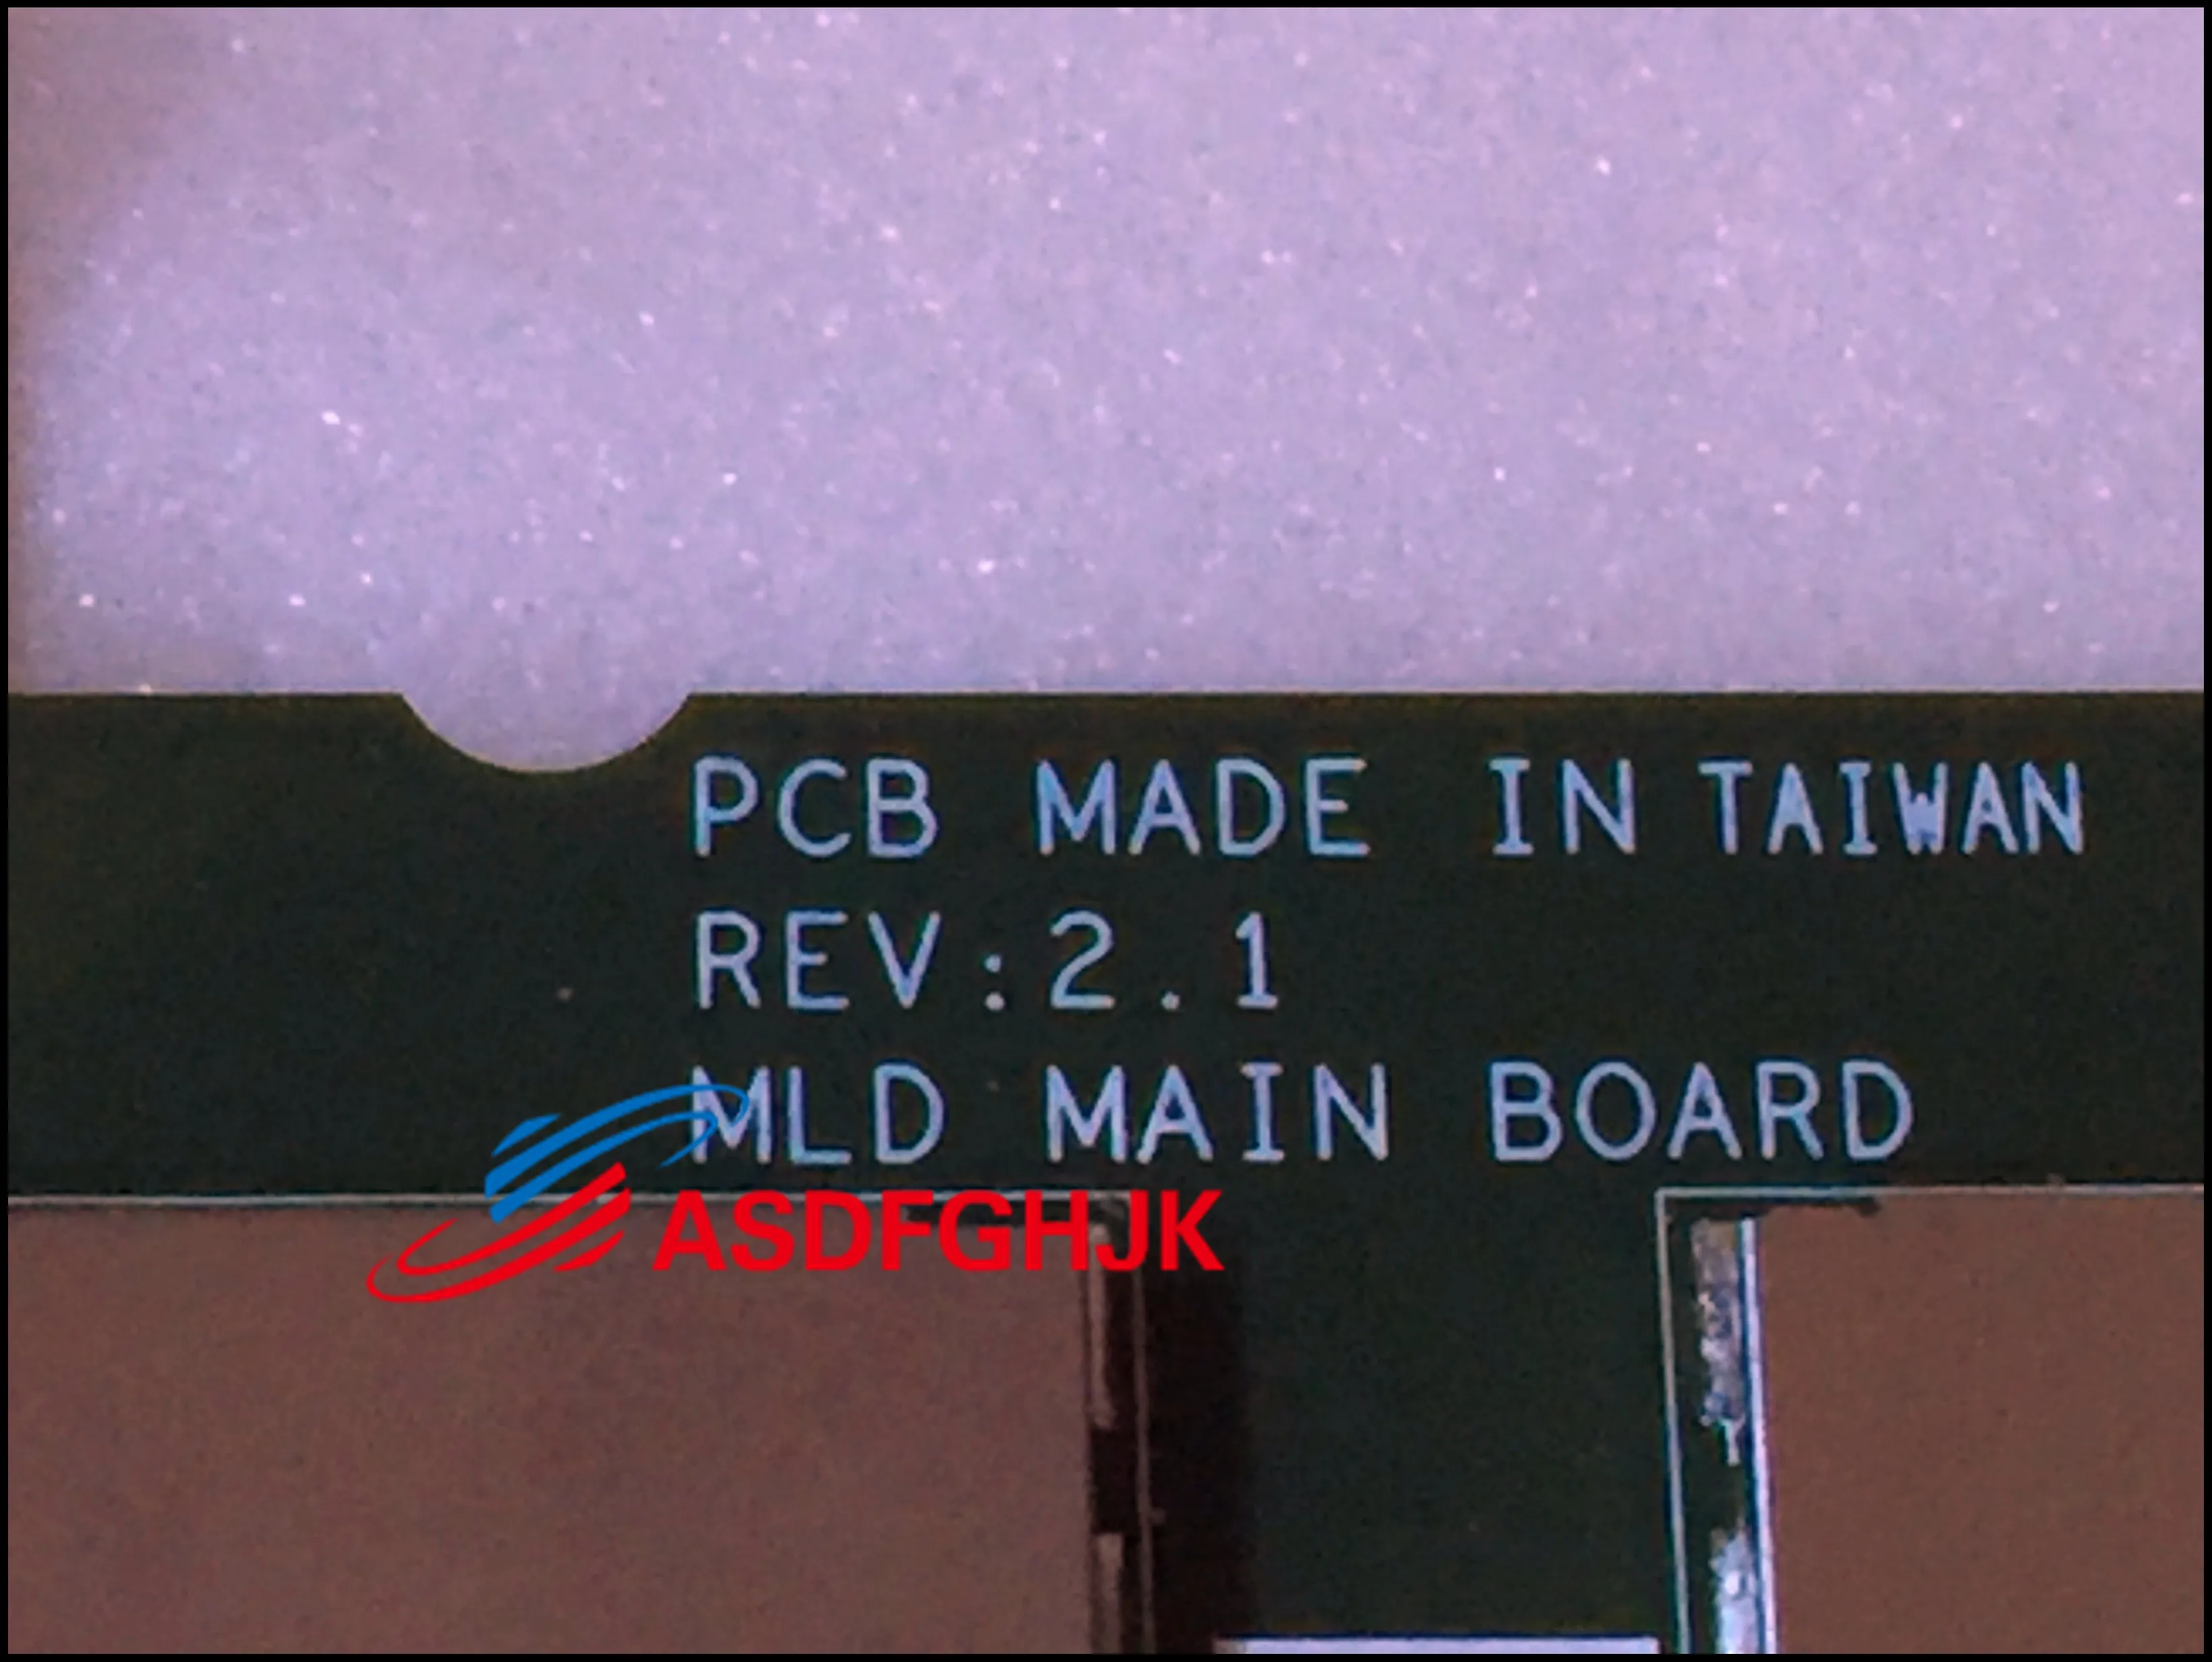 PCB MADE IN TAIWAN
REV:2.1
MLD MAIN BOARD
ASDFGHJK